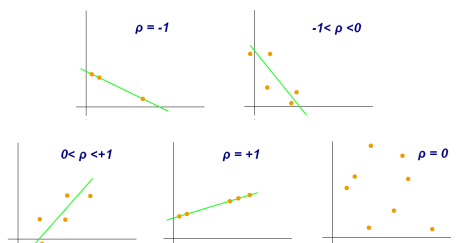 ρ = -1
-1< ρ <0
0< ρ <+1
ρ = +1
ρ = 0